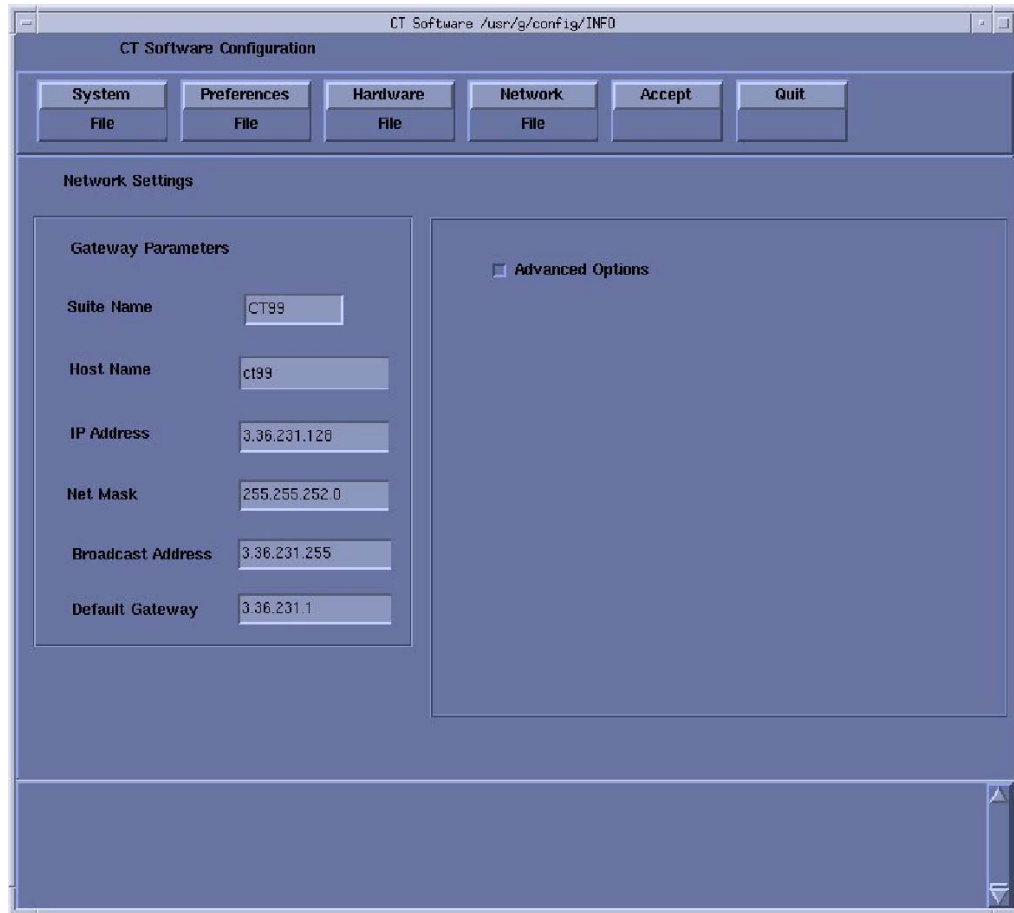 CT Software /usr/g/config/INFO
CT Software Configuration
System Preferences Hardware Network Accept Quit
File File File File
Network Settings
Gateway Parameters
Advanced Options
Suite Name CT99
Host Name ct99
IP Address 3.36.231.128
Net Mask 255.255.252.0
Broadcast Address 3.36.231.255
Default Gateway 3.36.231.1